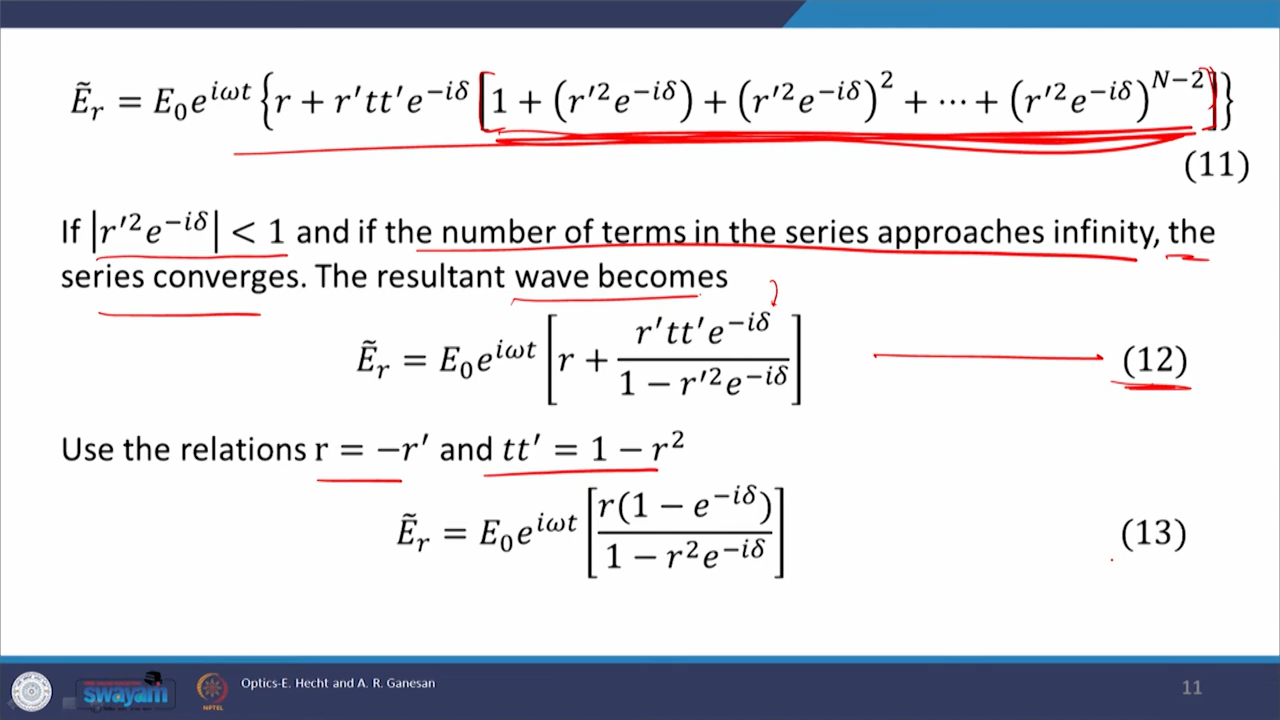 Ẽ_r = E_0e^{iωt} {r + r′tt′e^{−iδ} [1 + (r′^2e^{−iδ}) + (r′^2e^{−iδ})^2 + ⋯ + (r′^2e^{−iδ})^{N−2}]}
(11)
If |r′^2e^{−iδ}| < 1 and if the number of terms in the series approaches infinity, the
series converges. The resultant wave becomes
Ẽ_r = E_0e^{iωt} [r + \frac{r′tt′e^{−iδ}}{1 − r′^2e^{−iδ}}] (12)
Use the relations r = −r′ and tt′ = 1 − r^2
Ẽ_r = E_0e^{iωt} [\frac{r(1 − e^{−iδ})}{1 − r^2e^{−iδ}}] (13)
swayam
NPTEL
Optics-E. Hecht and A. R. Ganesan
11